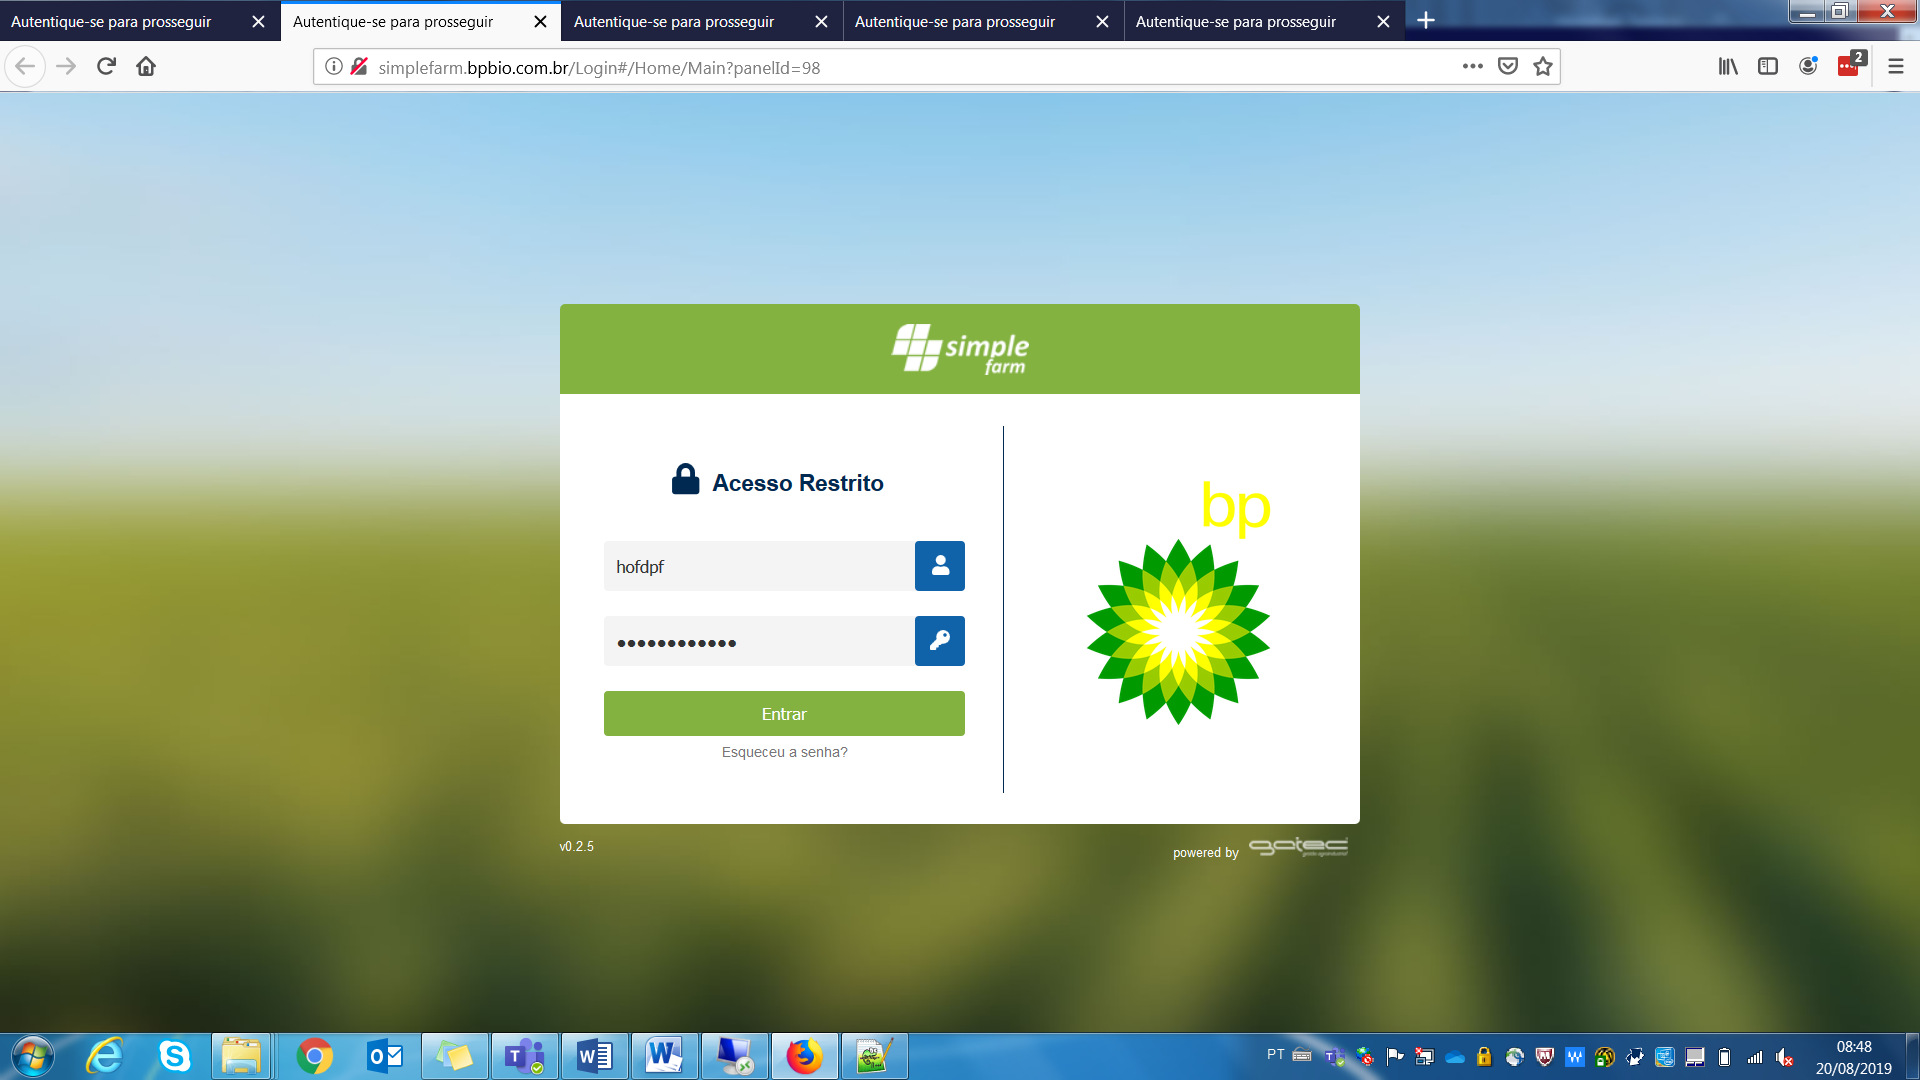 Autentique-se para prosseguir
Autentique-se para prosseguir
Autentique-se para prosseguir
Autentique-se para prosseguir
Autentique-se para prosseguir
simplefarm.bpbio.com.br/Login#/Home/Main?panelId=98
2
simple
farm
Acesso Restrito
bp
hofdpf
Entrar
Esqueceu a senha?
v0.2.5
powered by
gatec
PT
08:48
20/08/2019